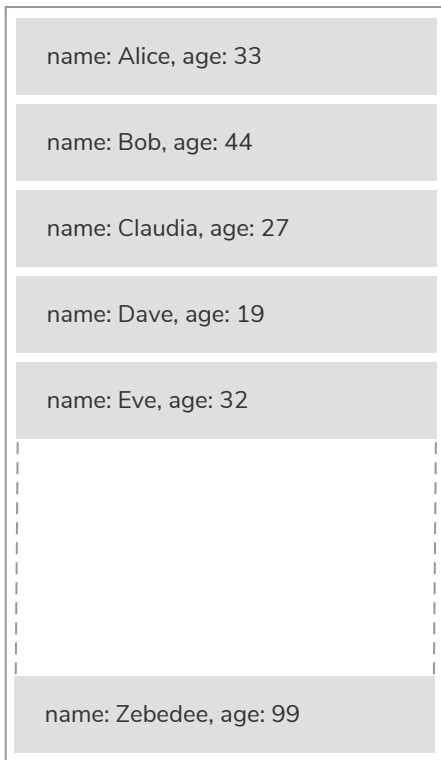 name: Alice, age: 33
name: Bob, age: 44
name: Claudia, age: 27
name: Dave, age: 19
name: Eve, age: 32
name: Zebedee, age: 99